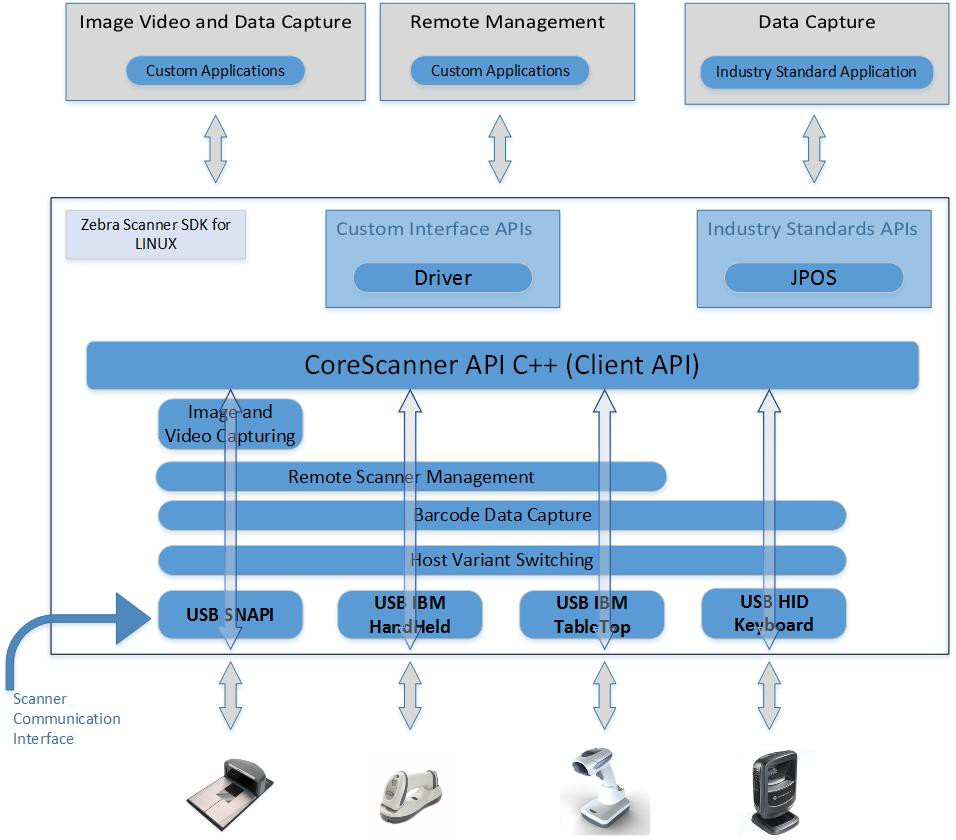 Image Video and Data Capture
Custom Applications
Remote Management
Custom Applications
Data Capture
Industry Standard Application
Zebra Scanner SDK for
LINUX
Custom Interface APIs
Driver
Industry Standards APIs
JPOS
CoreScanner API C++ (Client API)
Image and
Video Capturing
Remote Scanner Management
Barcode Data Capture
Host Variant Switching
USB SNAPI
USB IBM
HandHeld
USB IBM
TableTop
USB HID
Keyboard
Scanner
Communication
Interface